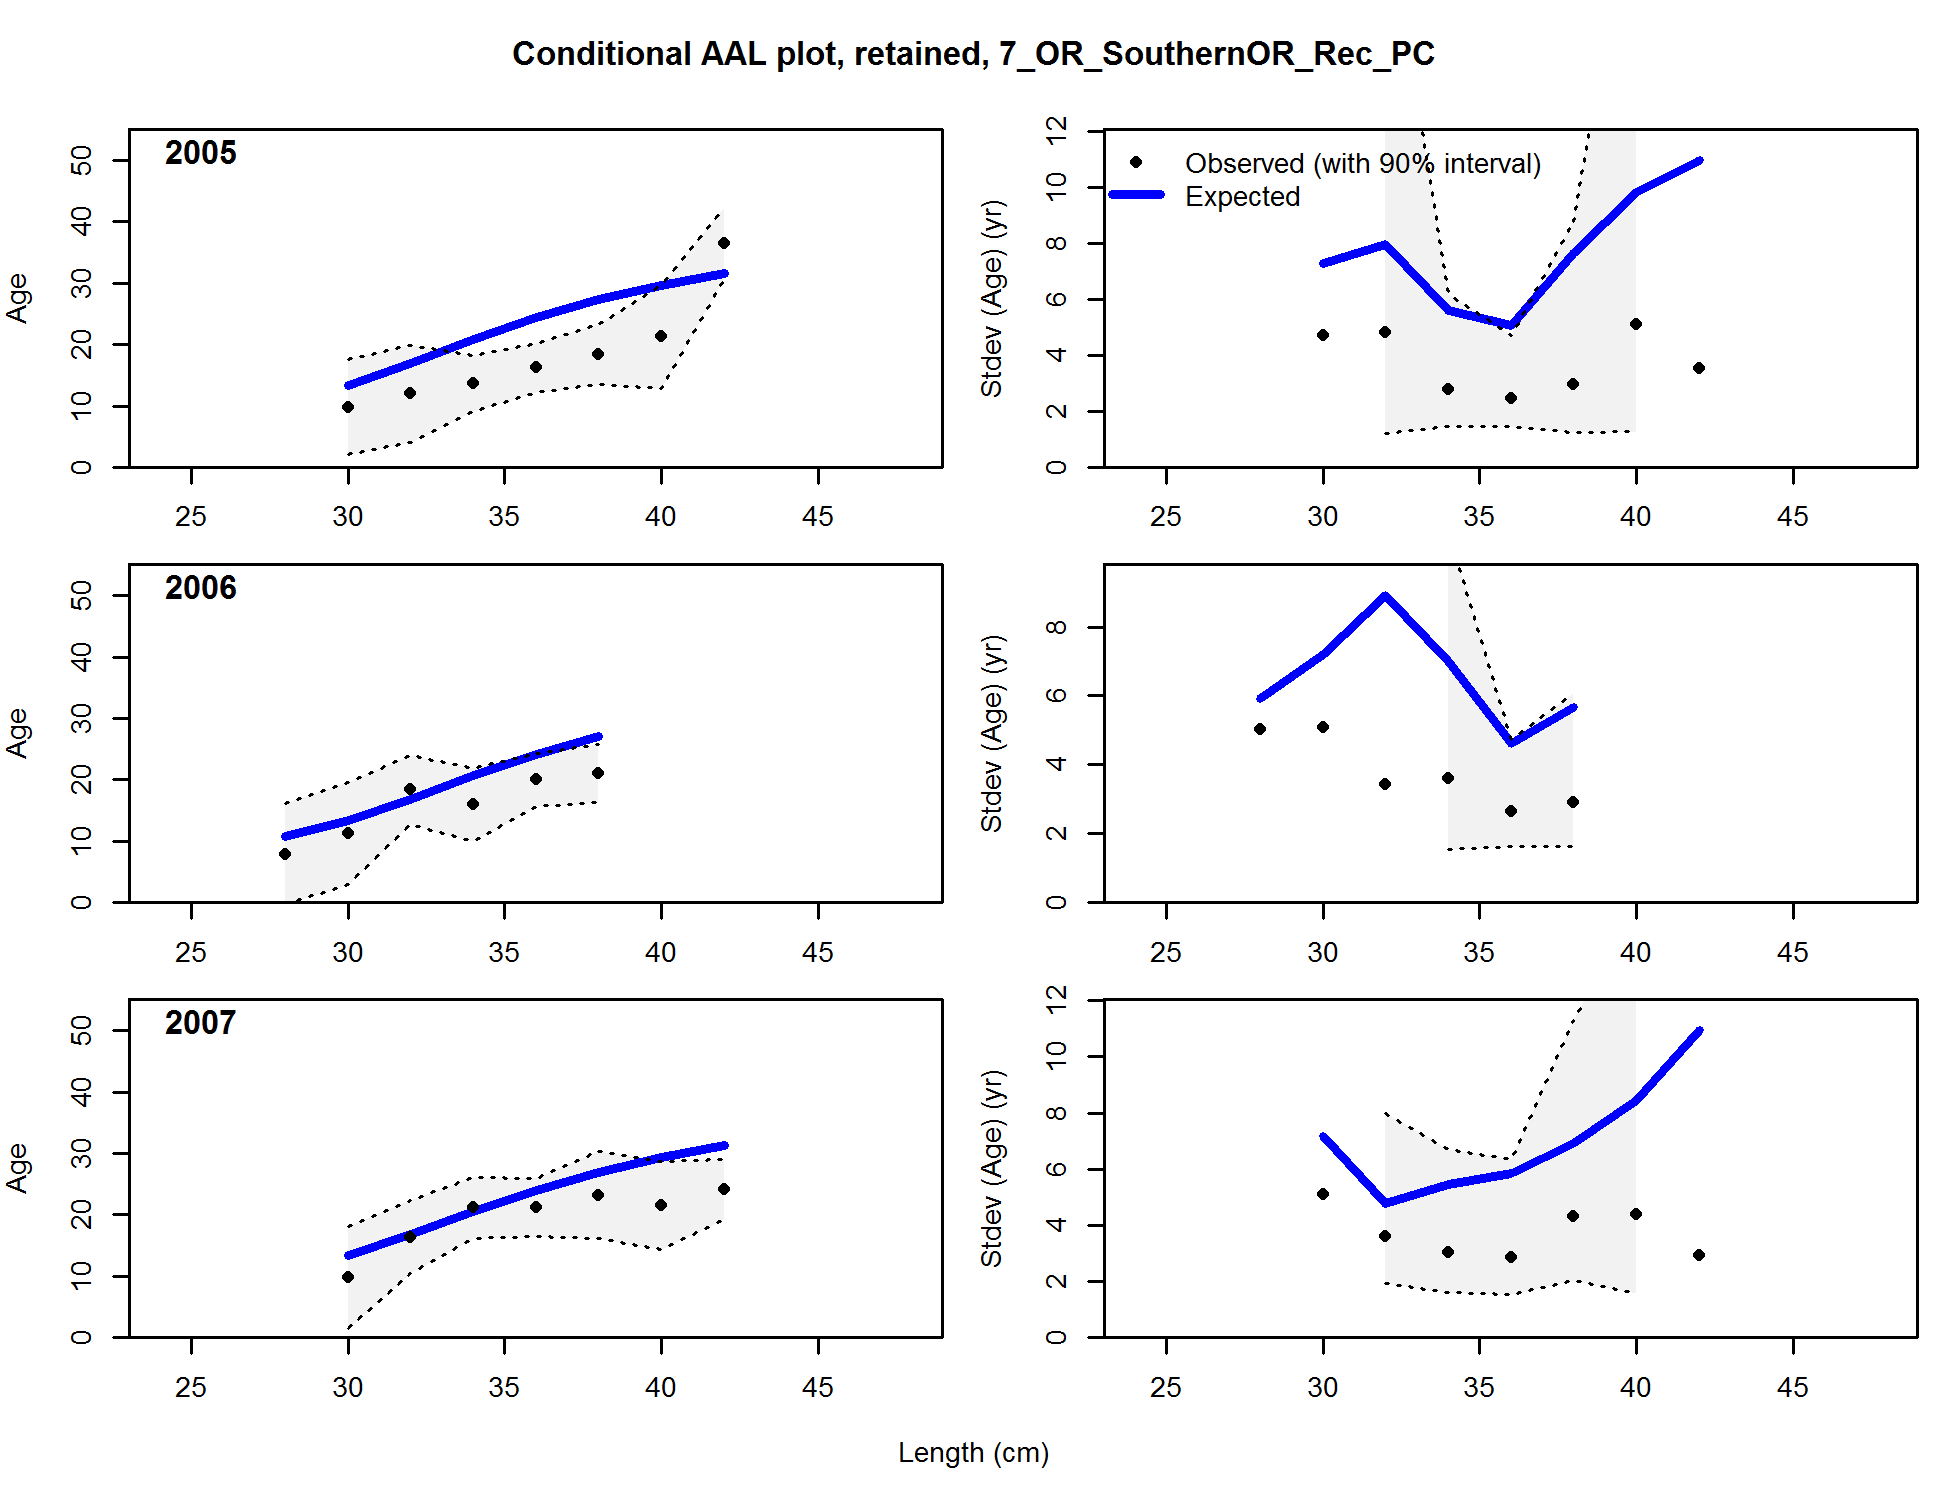 Conditional AAL plot, retained, 7_OR_SouthernOR_Rec_PC
2005
Age
0 10 20 30 40 50
25 30 35 40 45
Observed (with 90% interval)
Expected
Stdev (Age) (yr)
0 2 4 6 8 10 12
25 30 35 40 45
2006
Age
0 10 20 30 40 50
25 30 35 40 45
Stdev (Age) (yr)
0 2 4 6 8
25 30 35 40 45
2007
Age
0 10 20 30 40 50
25 30 35 40 45
Stdev (Age) (yr)
0 2 4 6 8 10 12
25 30 35 40 45
Length (cm)